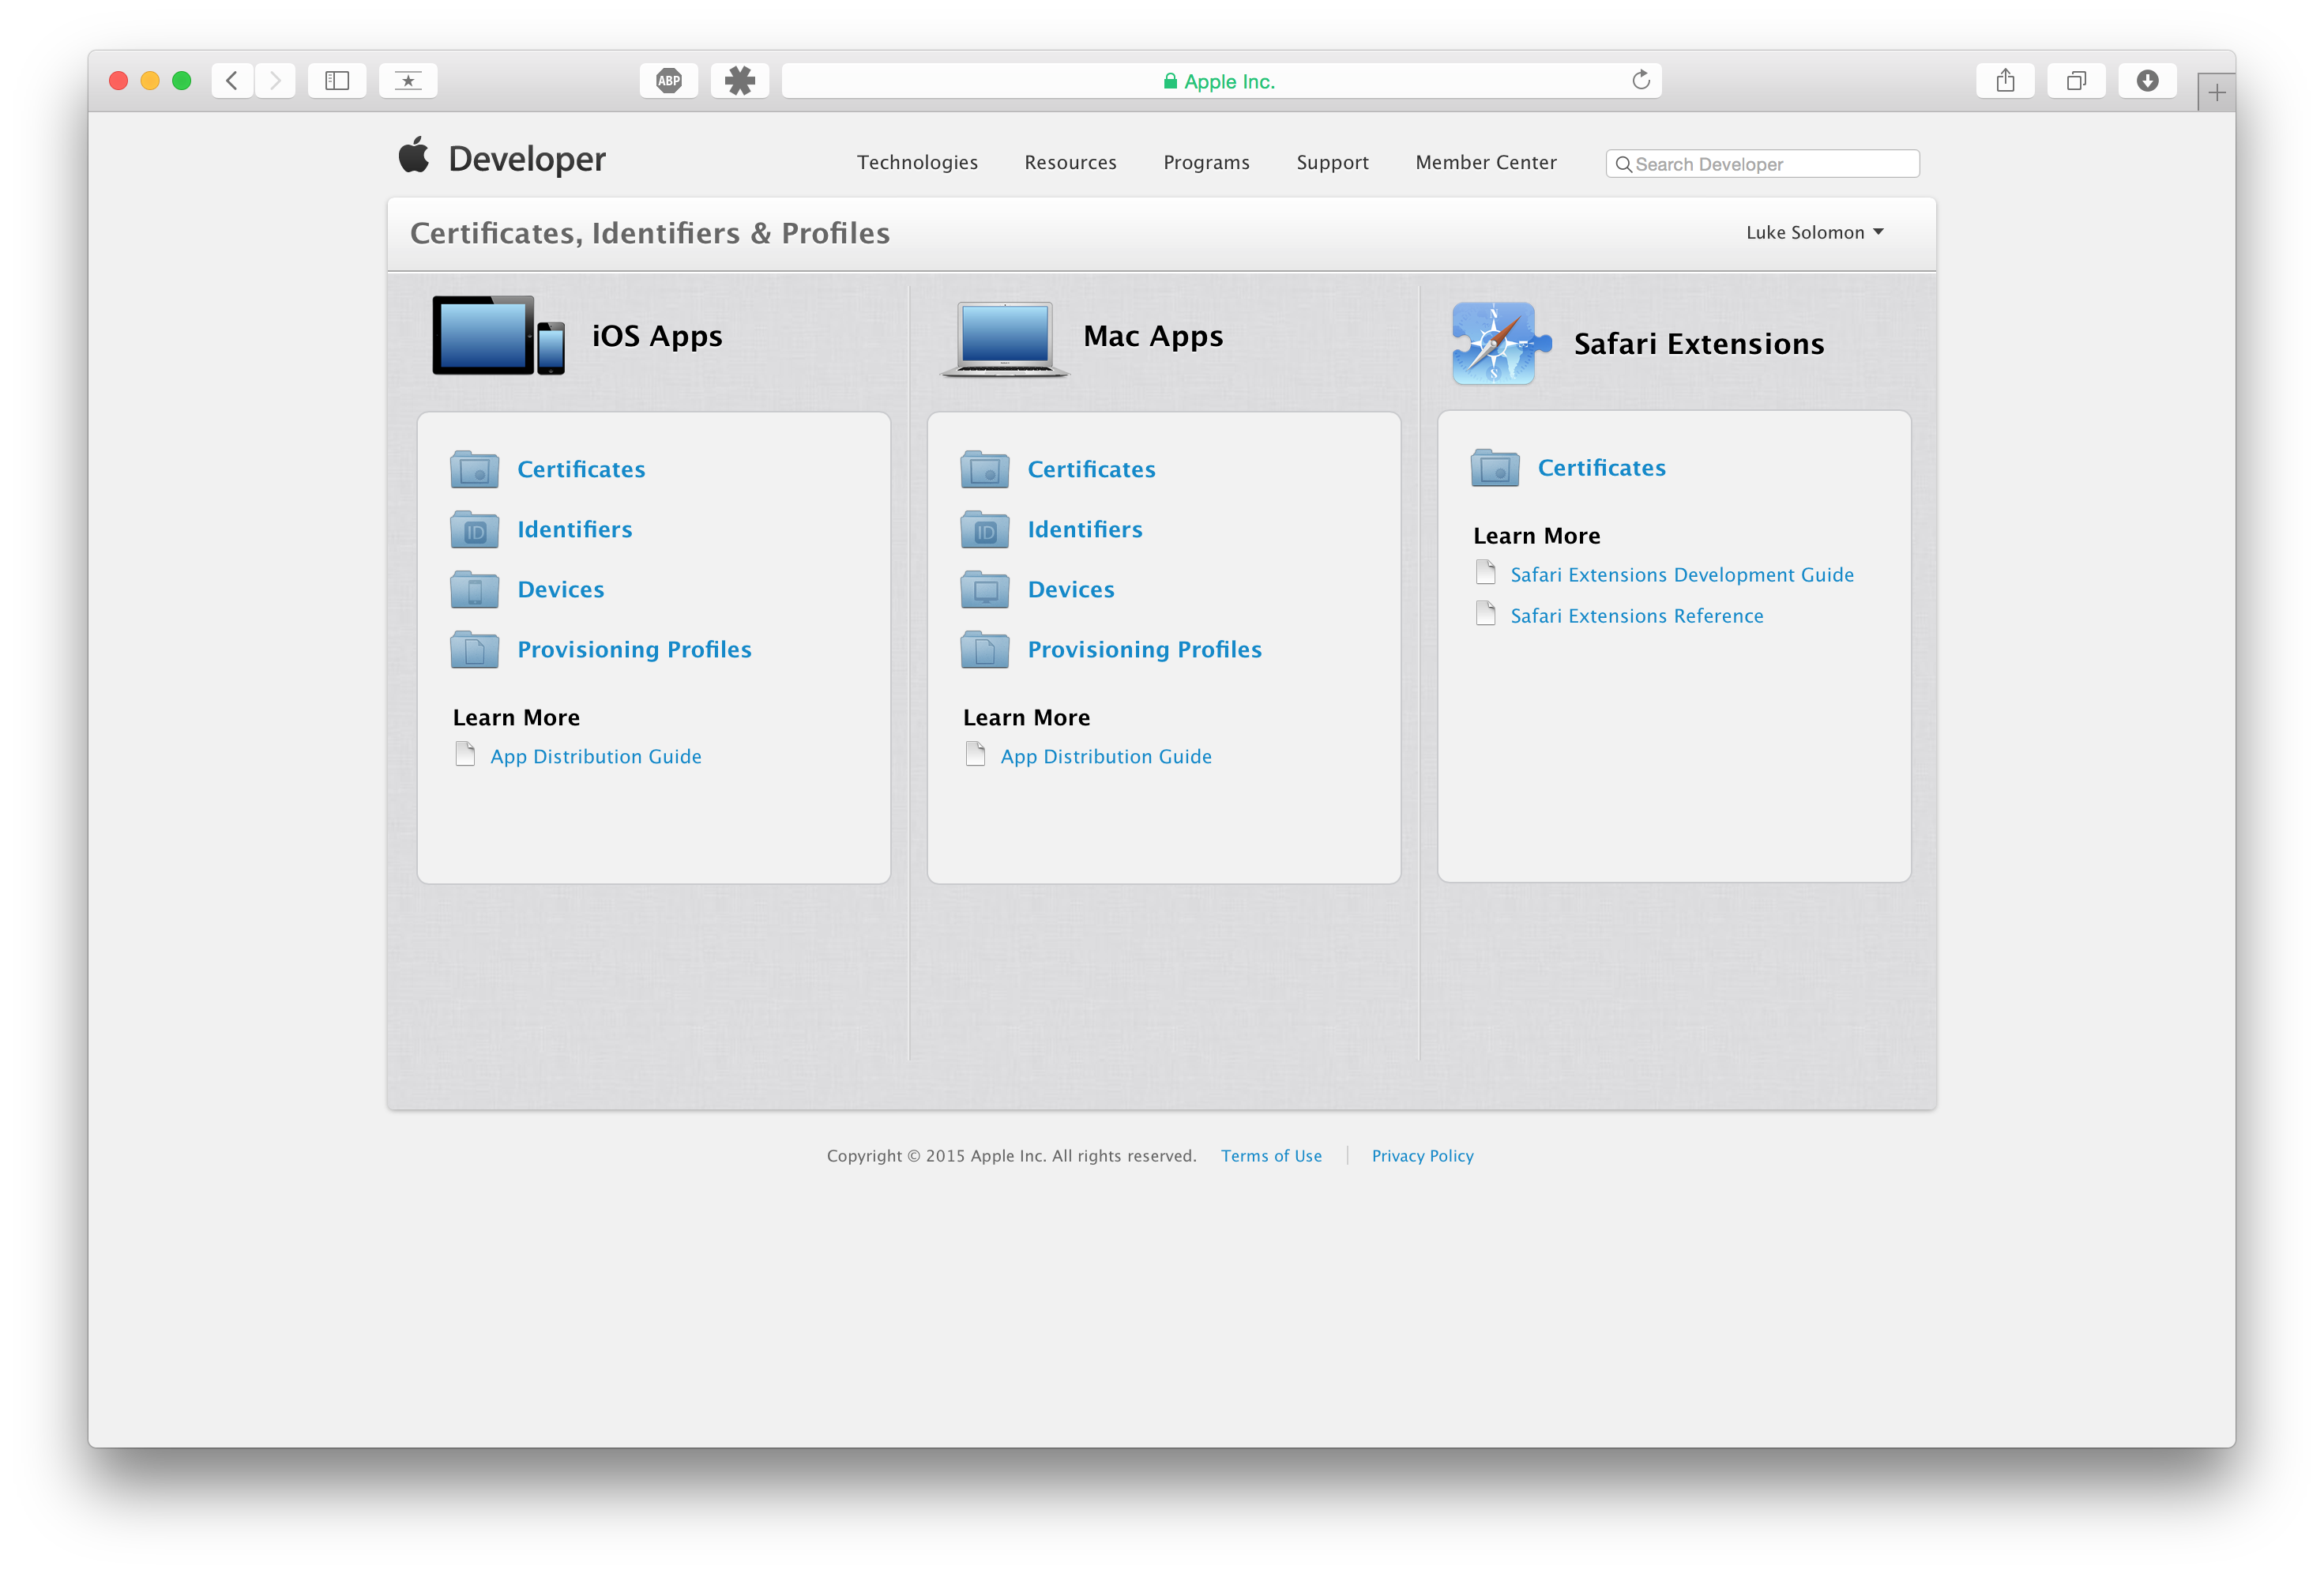 ABP
Apple Inc.
Developer
Technologies
Resources
Programs
Support
Member Center
Search Developer
Certificates, Identifiers & Profiles
Luke Solomon
iOS Apps
Certificates
ID
Identifiers
Devices
Provisioning Profiles
Learn More
App Distribution Guide
Mac Apps
Certificates
ID
Identifiers
Devices
Provisioning Profiles
Learn More
App Distribution Guide
N
S
Safari Extensions
Certificates
Learn More
Safari Extensions Development Guide
Safari Extensions Reference
Copyright © 2015 Apple Inc. All rights reserved.
Terms of Use
Privacy Policy